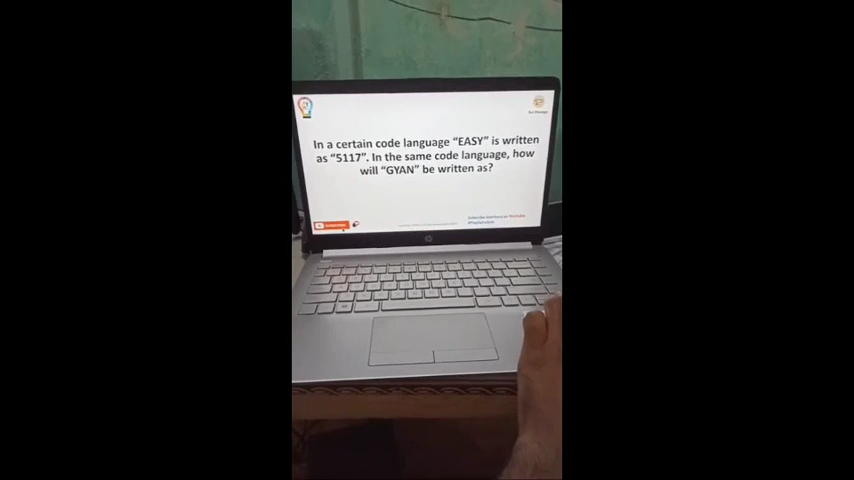 In a certain code language “EASY” is written
as “5117”. In the same code language, how
will “GYAN” be written as?